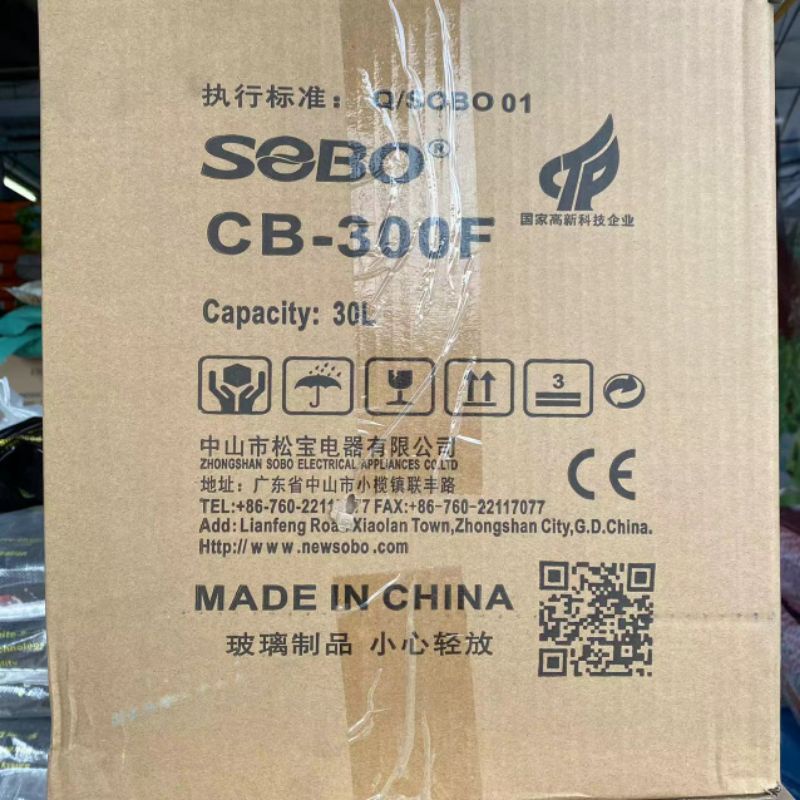 执行标准： Q/SOBO 01
SOBO®
CTP
国家高新科技企业
CB-300F
Capacity: 30L
3
中山市松宝电器有限公司
ZHONGSHAN SOBO ELECTRICAL APPLIANCES CO.LTD
CE
地址：广东省中山市小榄镇联丰路
FAX:+86-760-22117077
Add: Lianfeng Road Xiaolan Town,Zhongshan City,G.D.China.
Http:// w w w .newsobo .com
MADE IN CHINA
玻璃制品 小心轻放